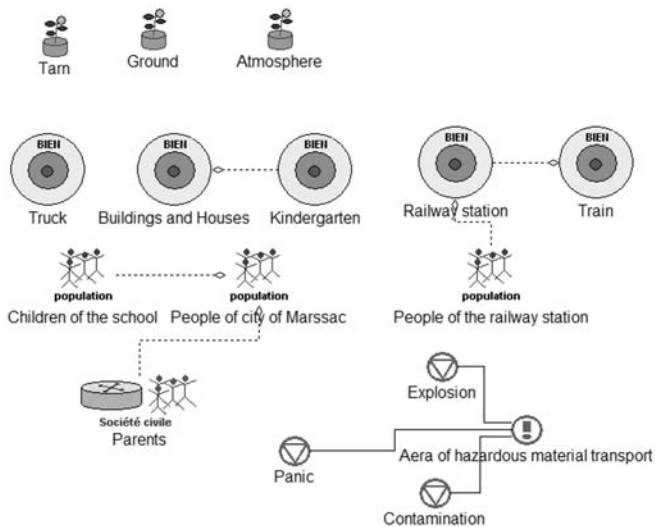 Tarn
Ground
Atmosphere
BIEN
BIEN
BIEN
BIEN
BIEN
Truck
Buildings and Houses
Kindergarten
Railway station
Train
population
population
population
Children of the school
People of city of Marssac
People of the railway station
Société civile
Parents
Explosion
Panic
Aera of hazardous material transport
Contamination